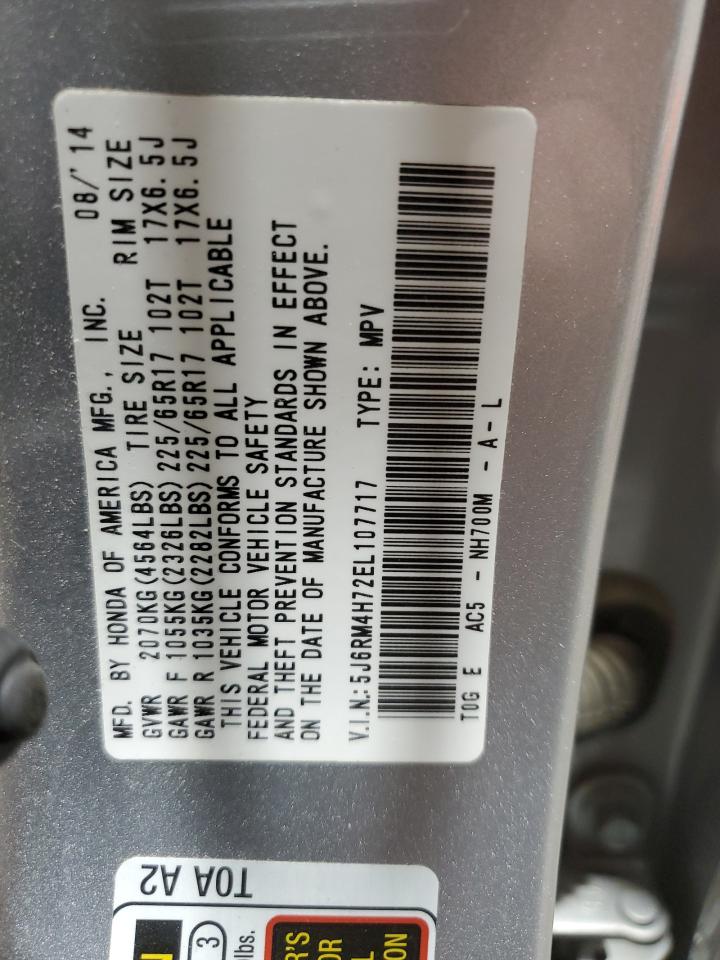 MFD. BY HONDA OF AMERICA MFG., INC. 08/'14
GVWR 2070KG(4564LBS) TIRE SIZE RIM SIZE
GAWR F 1055KG(2326LBS) 225/65R17 102T 17X6.5J
GAWR R 1035KG(2282LBS) 225/65R17 102T 17X6.5J
THIS VEHICLE CONFORMS TO ALL APPLICABLE
FEDERAL MOTOR VEHICLE SAFETY
AND THEFT PREVENTION STANDARDS IN EFFECT
ON THE DATE OF MANUFACTURE SHOWN ABOVE.
V.I.N.: 5J6RM4H72EL107717 TYPE: MPV
T0G E AC5 - NH700M - A - L
T0A A2
3
lbs.